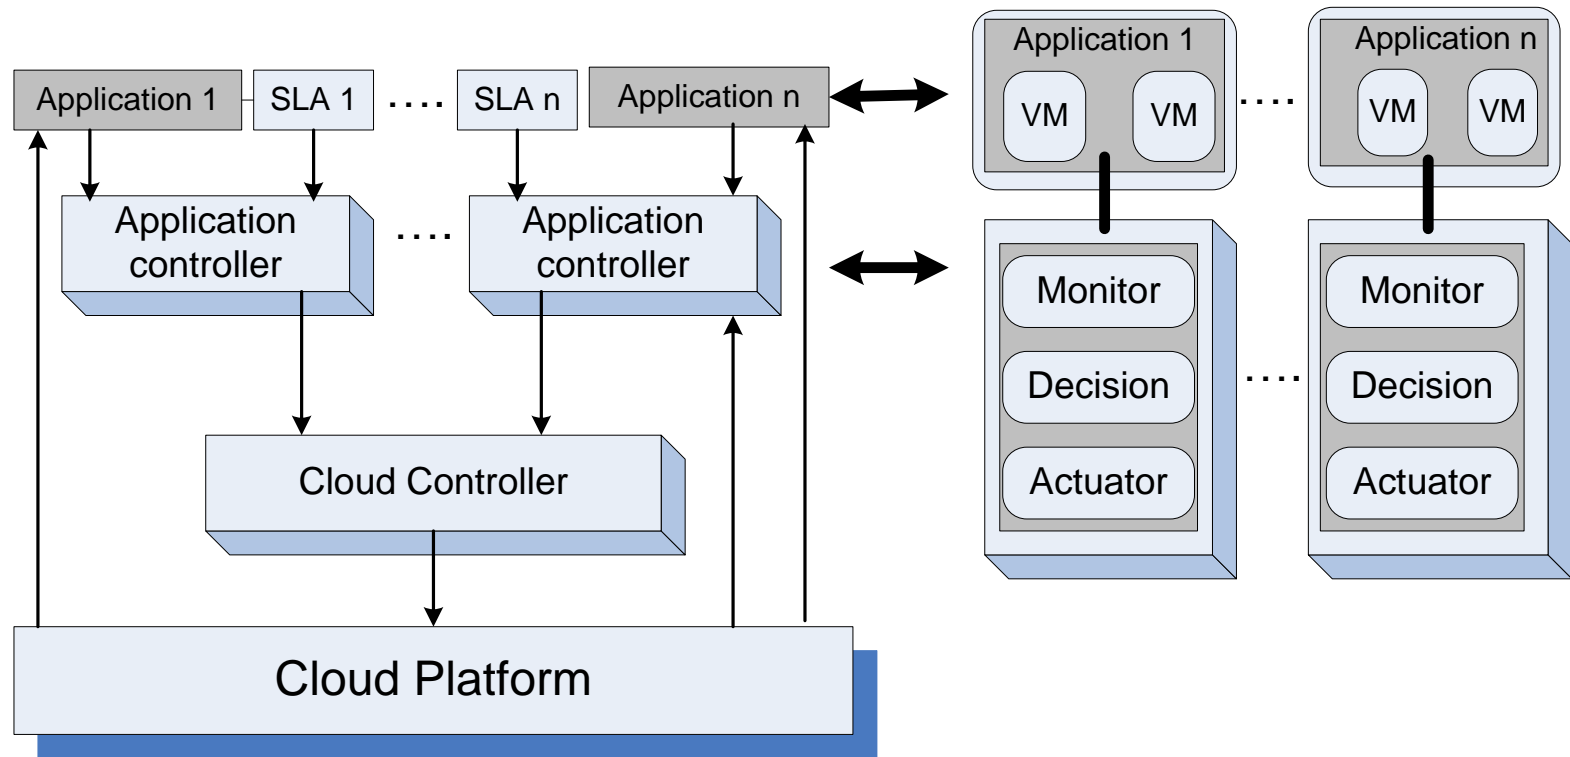 Application 1
SLA 1
....
SLA n
Application n
Application
controller
....
Application
controller
Cloud Controller
Cloud Platform
Application 1
VM
VM
....
Application n
VM
VM
Monitor
Decision
Actuator
....
Monitor
Decision
Actuator